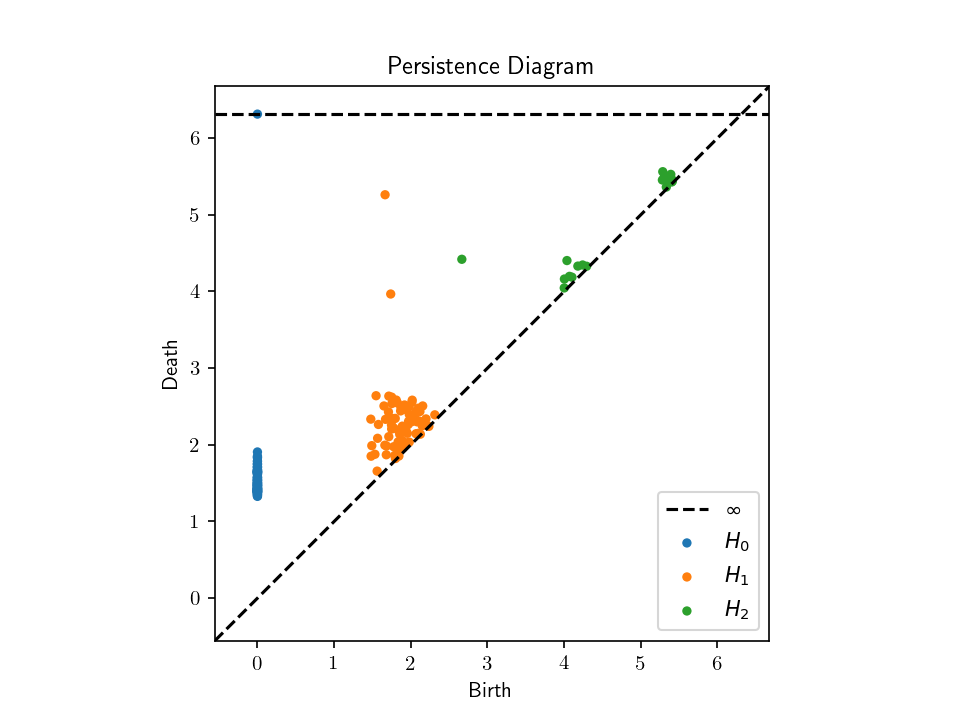 Persistence Diagram
Death
6
5
4
3
2
1
0
0 1 2 3 4 5 6
Birth
∞
H₀
H₁
H₂